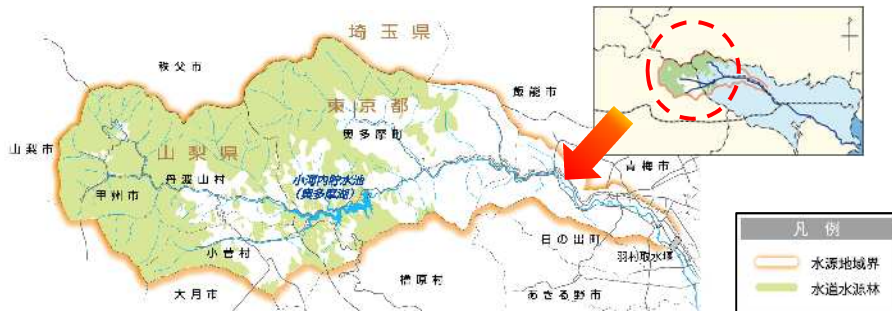 埼玉県
秩父市
飯能市
東京都
奥多摩町
山梨市
山梨県
青梅市
丹波山村
小河内貯水池
(奥多摩湖)
甲州市
凡例
日の出町
小菅村
羽村取水堰
水源地域界
檜原村
大月市
あきる野市
水道水源林